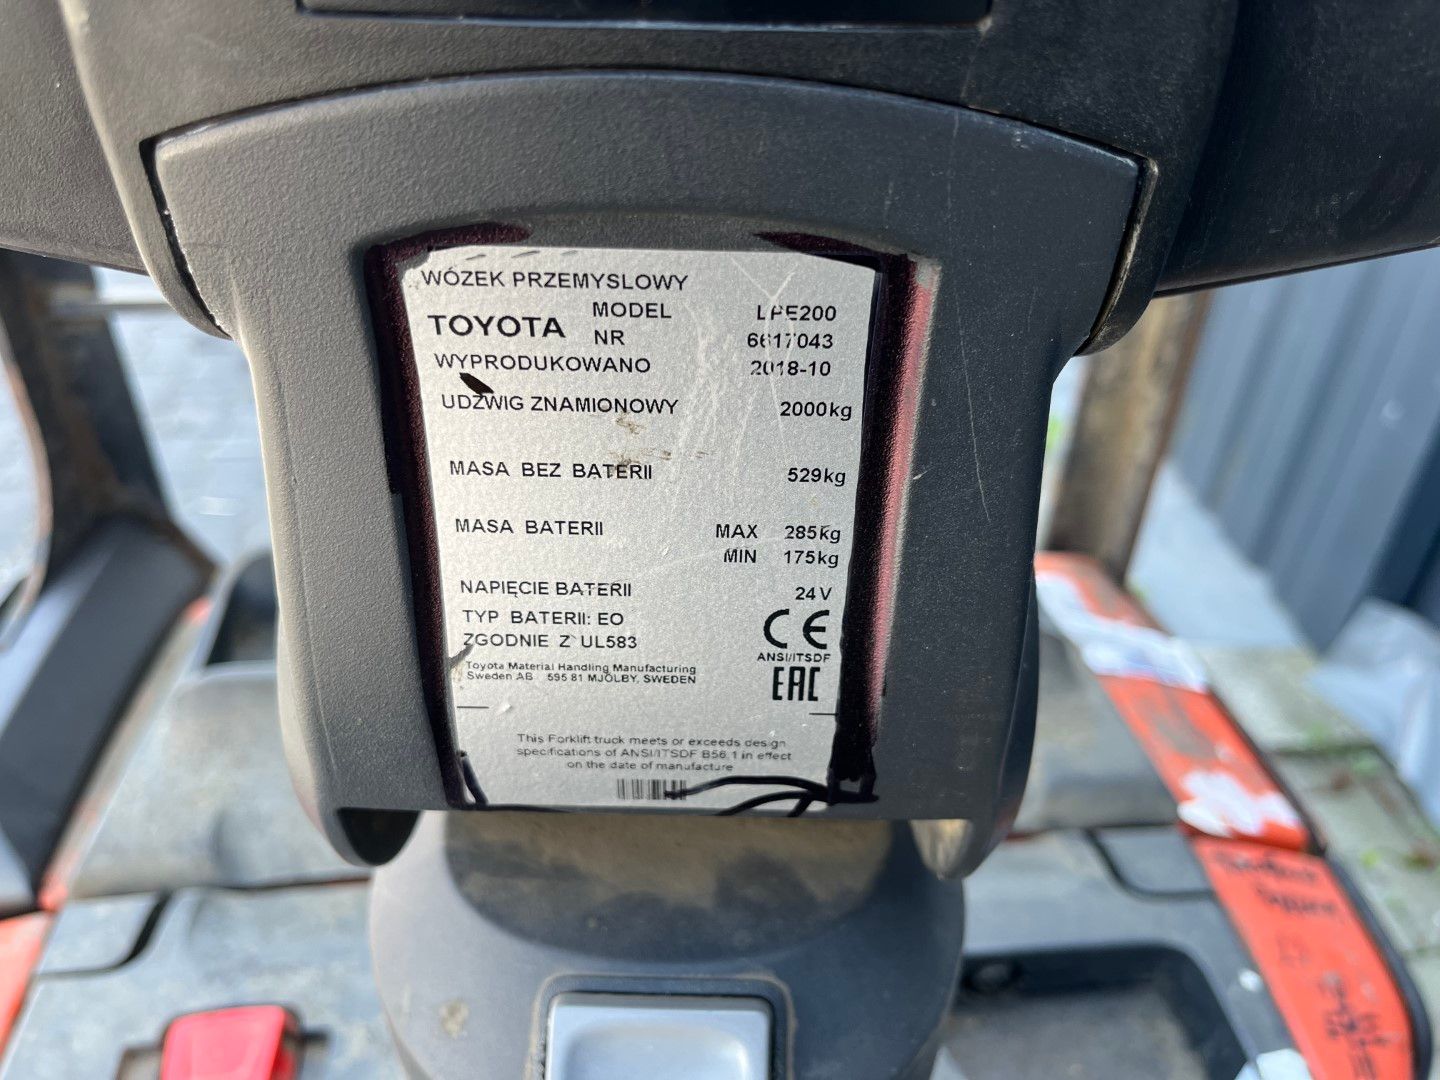 WÓZEK PRZEMYSLOWY
TOYOTA MODEL LPE200
NR 6617043
WYPRODUKOWANO 2018-10
UDZWIG ZNAMIONOWY 2000kg
MASA BEZ BATERII 529kg
MASA BATERII MAX 285kg
MIN 175kg
NAPIĘCIE BATERII 24V
TYP BATERII: EO
ZGODNIE Z UL583
CE
ANSI/ITSDF
EAC
Toyota Material Handling Manufacturing
Sweden AB 595 81 MJÖLBY, SWEDEN
This Forklift truck meets or exceeds design
specifications of ANSI/ITSDF B56.1 in effect
on the date of manufacture